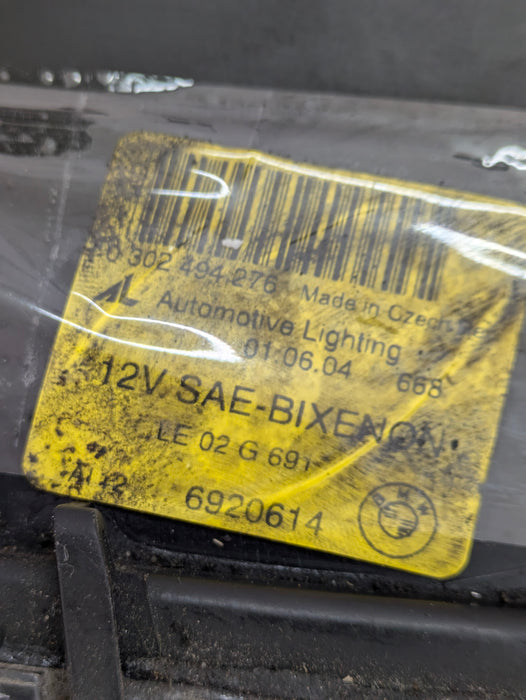 0 302 494 276 Made in Czech
AL Automotive Lighting
01.06.04 668
12V SAE-BIXENON
LE 02 G 691
6920614 BMW